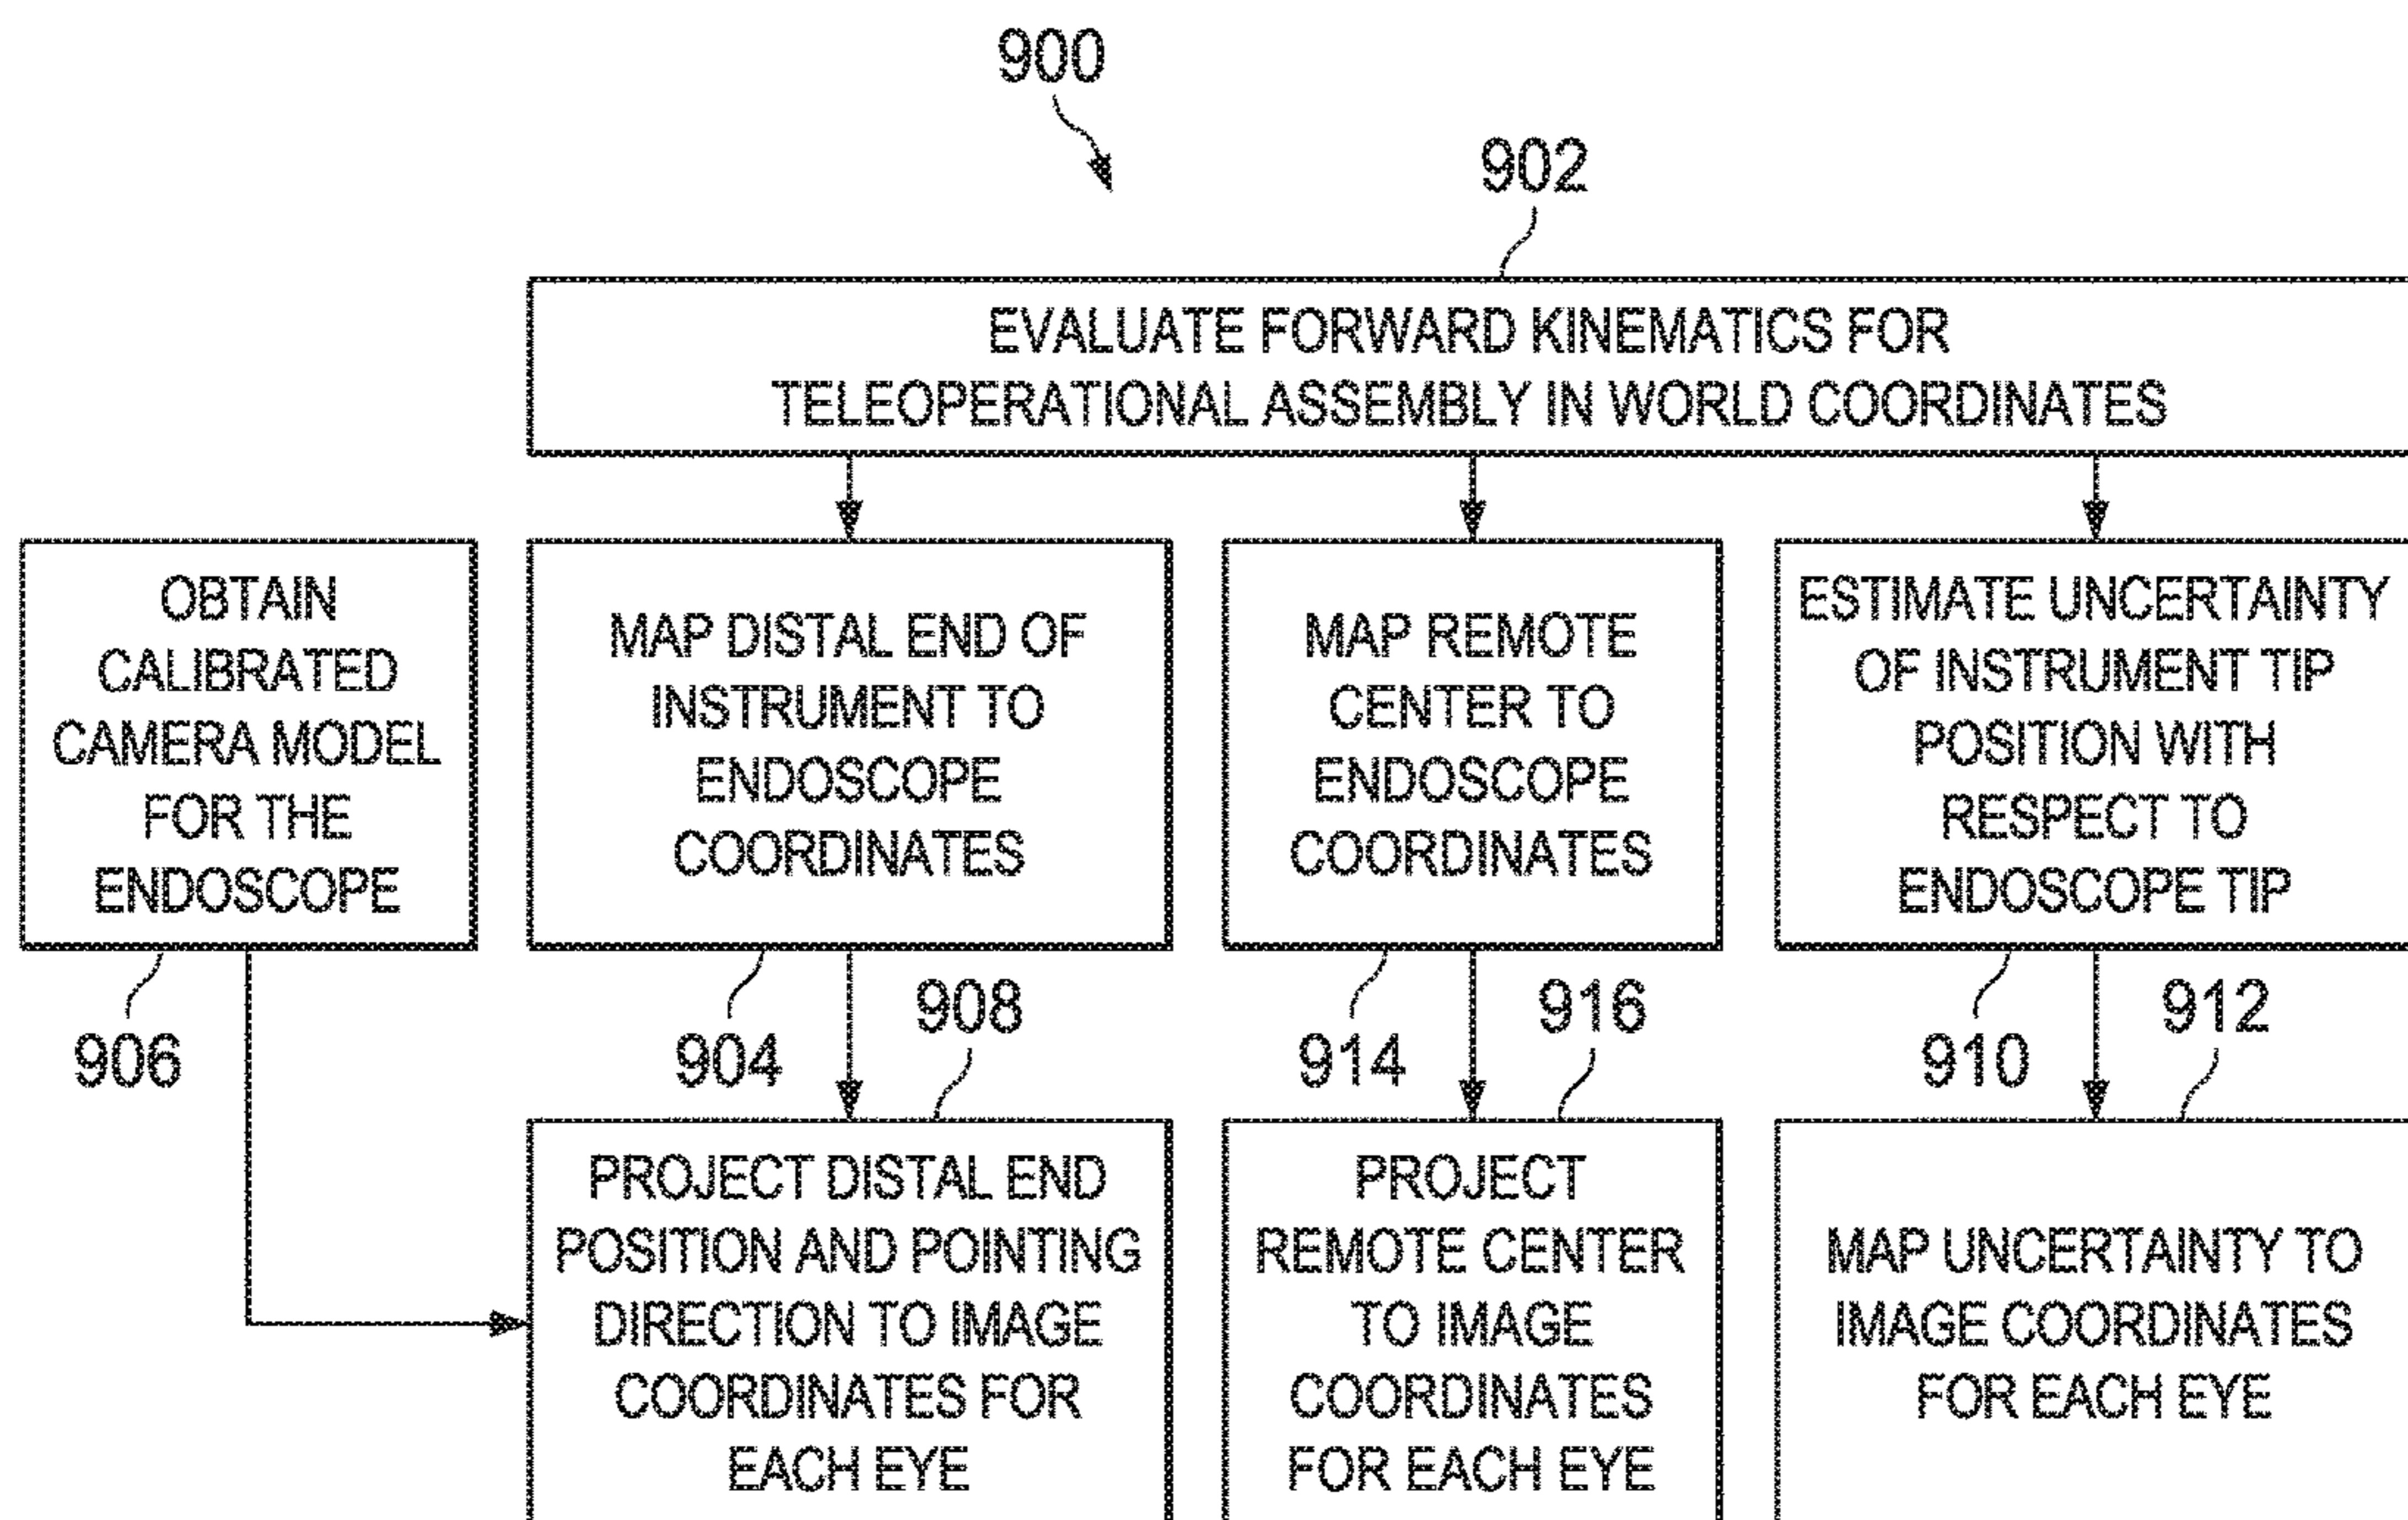 900
902
EVALUATE FORWARD KINEMATICS FOR
TELEOPERATIONAL ASSEMBLY IN WORLD COORDINATES
OBTAIN
CALIBRATED
CAMERA MODEL
FOR THE
ENDOSCOPE
MAP DISTAL END OF
INSTRUMENT TO
ENDOSCOPE
COORDINATES
MAP REMOTE
CENTER TO
ENDOSCOPE
COORDINATES
ESTIMATE UNCERTAINTY
OF INSTRUMENT TIP
POSITION WITH
RESPECT TO
ENDOSCOPE TIP
906
904
908
914
916
910
912
PROJECT DISTAL END
POSITION AND POINTING
DIRECTION TO IMAGE
COORDINATES FOR
EACH EYE
PROJECT
REMOTE CENTER
TO IMAGE
COORDINATES
FOR EACH EYE
MAP UNCERTAINTY TO
IMAGE COORDINATES
FOR EACH EYE